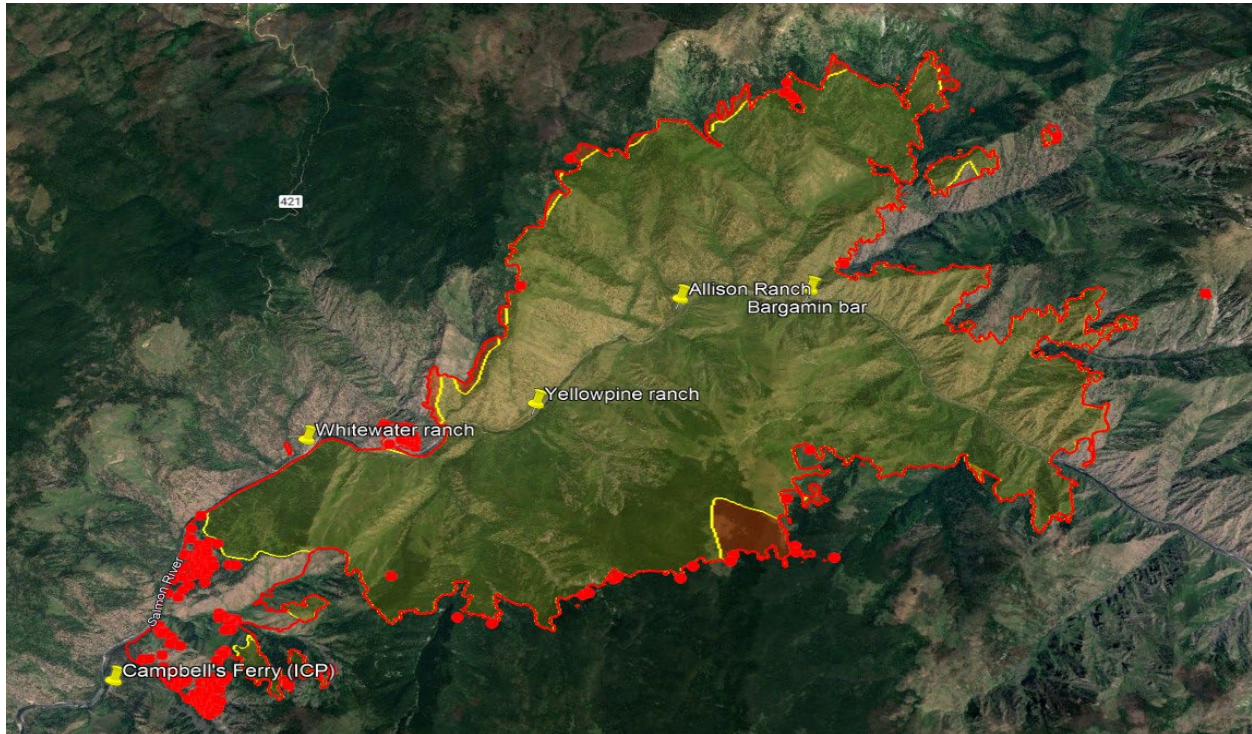 421
Allison Ranch
Bargamin bar
Yellowpine ranch
Whitewater ranch
Salmon River
Campbell's Ferry (ICP)